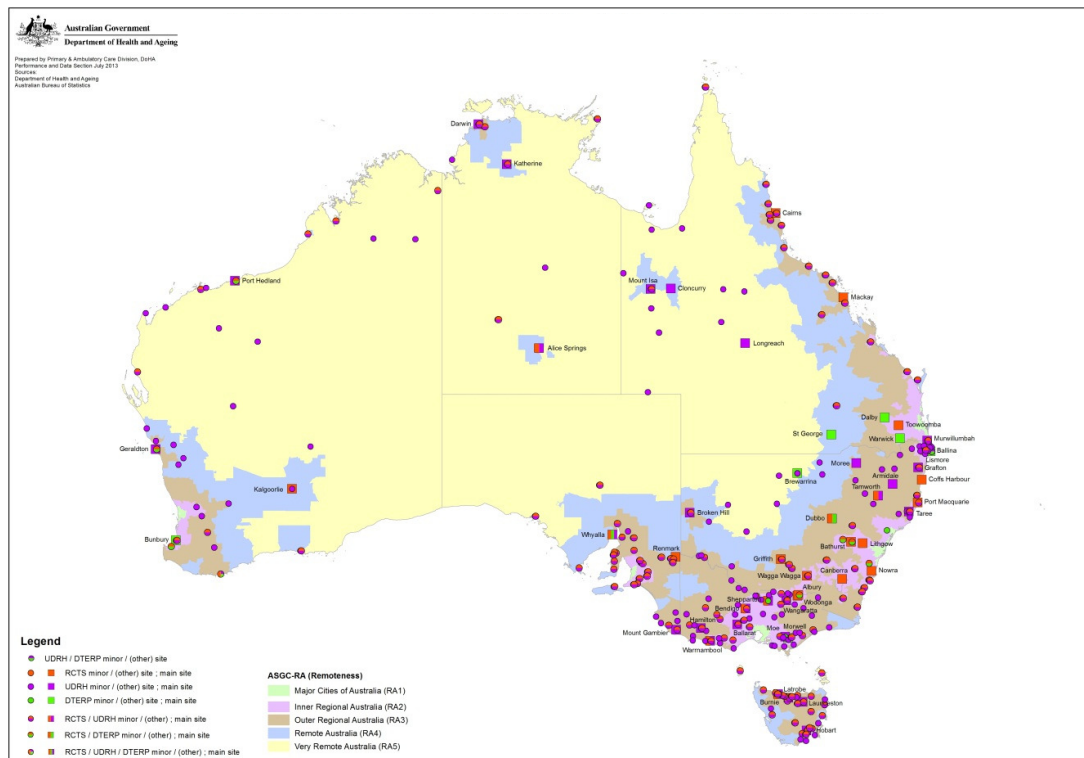 Australian Government
Department of Health and Ageing
Prepared by Primary & Ambulatory Care Division, DoHA
Performance and Date Section July 2013
Sources:
Department of Health and Ageing
Australian Bureau of Statistics
Darwin
Katherine
Cairns
Port Hedland
Mount Isa
Cloncurry
Mackay
Alice Springs
Longreach
Dalby
Toowoomba
St George
Warwick
Murwillumbah
Ballina
Lismore
Geraldton
Moree
Grafton
Brewarrina
Armidale
Coffs Harbour
Kalgoorlie
Tamworth
Port Macquarie
Broken Hill
Taree
Dubbo
Whyalla
Bunbury
Bathurst
Lithgow
Renmark
Griffith
Canberra
Nowra
Wagga Wagga
Albury
Shepparton
Wodonga
Bendigo
Wangaratta
Hamilton
Mount Gambier
Ballarat
Moe
Morwell
Warrnambool
Latrobe
Burnie
Launceston
Hobart
Legend
UDRH / DTERP minor / (other) site
RCTS minor / (other) site ; main site
UDRH minor / (other) site ; main site
DTERP minor / (other) site ; main site
RCTS / UDRH minor / (other) ; main site
RCTS / DTERP minor / (other) ; main site
RCTS / UDRH / DTERP minor / (other) ; main site
ASGC-RA (Remoteness)
Major Cities of Australia (RA1)
Inner Regional Australia (RA2)
Outer Regional Australia (RA3)
Remote Australia (RA4)
Very Remote Australia (RA5)